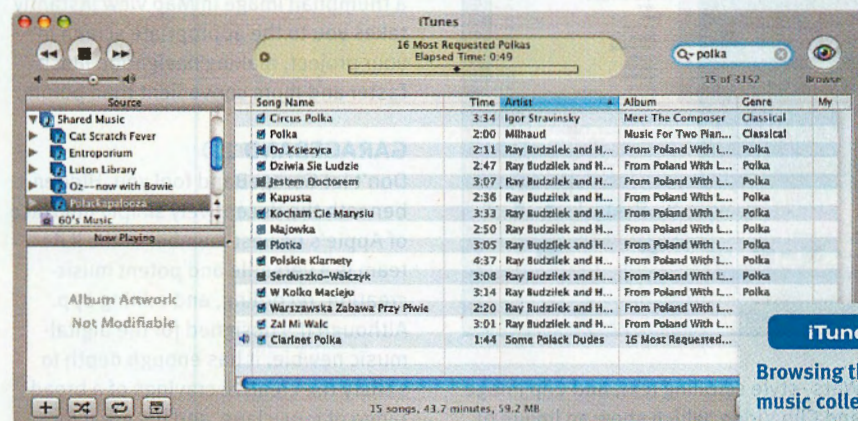 iTunes
16 Most Requested Polkas
Elapsed Time: 0:49
polka
15 of 3152
Browse
Source
Shared Music
Cat Scratch Fever
Entroporium
Luton Library
Oz--now with Bowie
Polackapalooza
60's Music
Now Playing
Album Artwork
Not Modifiable
Song Name Time Artist Album Genre My
Circus Polka 3:34 Igor Stravinsky Meet The Composer Classical
Polka 2:00 Milhaud Music For Two Pian... Classical
Do Ksiezyca 2:11 Ray Budzilek and H... From Poland With L... Polka
Dziwia Sie Ludzie 2:47 Ray Budzilek and H... From Poland With L... Polka
Jestem Doctorem 3:07 Ray Budzilek and H... From Poland With L... Polka
Kapusta 2:36 Ray Budzilek and H... From Poland With L... Polka
Kocham Cie Marysiu 3:33 Ray Budzilek and H... From Poland With L... Polka
Majowka 2:50 Ray Budzilek and H... From Poland With L... Polka
Plotka 3:05 Ray Budzilek and H... From Poland With L... Polka
Polskie Klarnety 4:37 Ray Budzilek and H... From Poland With L... Polka
Serduszko-Walczyk 3:08 Ray Budzilek and H... From Poland With L... Polka
W Kolko Macieju 3:14 Ray Budzilek and H... From Poland With L... Polka
Warszawska Zabawa Przy Piwie 2:20 Ray Budzilek and H... From Poland With L...
Zal Mi Walc 3:01 Ray Budzilek and H... From Poland With L...
Clarinet Polka 1:44 Some Polack Dudes 16 Most Requested...
15 songs, 43.7 minutes, 59.2 MB
iTune
Browsing th
music collec